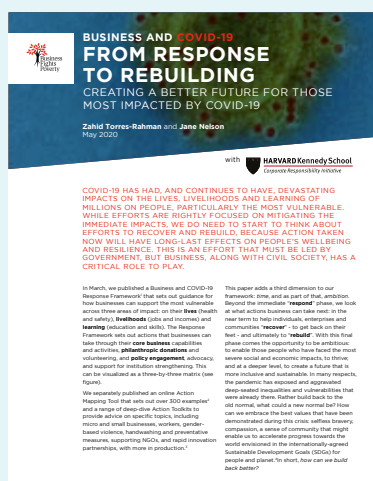 BUSINESS AND COVID-19
FROM RESPONSE
TO REBUILDING
CREATING A BETTER FUTURE FOR THOSE
MOST IMPACTED BY COVID-19
Business
Fights
Poverty
Zahid Torres-Rahman and Jane Nelson
May 2020
with HARVARD Kennedy School
Corporate Responsibility Initiative
COVID-19 HAS HAD, AND CONTINUES TO HAVE, DEVASTATING
IMPACTS ON THE LIVES, LIVELIHOODS AND LEARNING OF
MILLIONS ON PEOPLE, PARTICULARLY THE MOST VULNERABLE.
WHILE EFFORTS ARE RIGHTLY FOCUSED ON MITIGATING THE
IMMEDIATE IMPACTS, WE DO NEED TO START TO THINK ABOUT
EFFORTS TO RECOVER AND REBUILD, BECAUSE ACTION TAKEN
NOW WILL HAVE LONG-LAST EFFECTS ON PEOPLE'S WELLBEING
AND RESILIENCE. THIS IS AN EFFORT THAT MUST BE LED BY
GOVERNMENT, BUT BUSINESS, ALONG WITH CIVIL SOCIETY, HAS A
CRITICAL ROLE TO PLAY.
In March, we published a Business and COVID-19
Response Framework¹ that sets out guidance for
how businesses can support the most vulnerable
across three areas of impact: on their lives (health
and safety), livelihoods (jobs and incomes) and
learning (education and skills). The Response
Framework sets out actions that businesses can
take through their core business capabilities
and activities, philanthropic donations and
volunteering, and policy engagement, advocacy,
and support for institution strengthening. This
can be visualized as a three-by-three matrix (see
figure).
We separately published an online Action
Mapping Tool that sets out over 300 examples²
and a range of deep-dive Action Toolkits to
provide advice on specific topics, including
micro and small businesses, workers, gender-
based violence, handwashing and preventative
measures, supporting NGOs, and rapid innovation
partnerships, with more in production.³
This paper adds a third dimension to our
framework: time, and as part of that, ambition.
Beyond the immediate "respond" phase, we look
at what actions business can take next: in the
near term to help individuals, enterprises and
communities "recover" - to get back on their
feet - and ultimately to "rebuild". With this final
phase comes the opportunity to be ambitious:
to enable those people who have faced the most
severe social and economic impacts, to thrive;
and at a deeper level, to create a future that is
more inclusive and sustainable. In many respects,
the pandemic has exposed and aggravated
deep-seated inequalities and vulnerabilities that
were already there. Rather build back to the
old normal, what could a new normal be? How
can we embrace the best values that have been
demonstrated during this crisis: selfless bravery,
compassion, a sense of community that might
enable us to accelerate progress towards the
world envisioned in the internationally-agreed
Sustainable Development Goals (SDGs) for
people and planet.⁴In short, how can we build
back better?